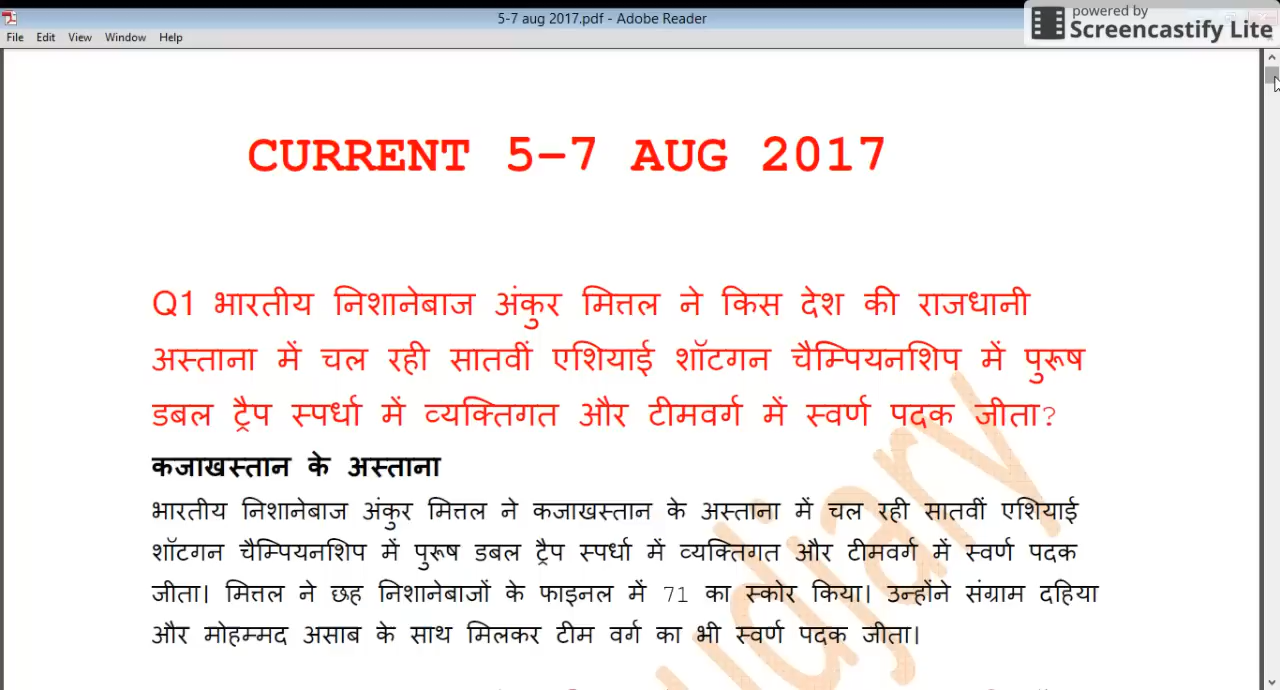 5-7 aug 2017.pdf - Adobe Reader
powered by
Screencastify Lite
File Edit View Window Help
CURRENT 5-7 AUG 2017
Q1 भारतीय निशानेबाज अंकुर मित्तल ने किस देश की राजधानी
अस्ताना में चल रही सातवीं एशियाई शॉटगन चैम्पियनशिप में पुरूष
डबल ट्रैप स्पर्धा में व्यक्तिगत और टीमवर्ग में स्वर्ण पदक जीता?
कजाखस्तान के अस्ताना
भारतीय निशानेबाज अंकुर मित्तल ने कजाखस्तान के अस्ताना में चल रही सातवीं एशियाई
शॉटगन चैम्पियनशिप में पुरूष डबल ट्रैप स्पर्धा में व्यक्तिगत और टीमवर्ग में स्वर्ण पदक
जीता। मित्तल ने छह निशानेबाजों के फाइनल में 71 का स्कोर किया। उन्होंने संग्राम दहिया
और मोहम्मद असाब के साथ मिलकर टीम वर्ग का भी स्वर्ण पदक जीता।